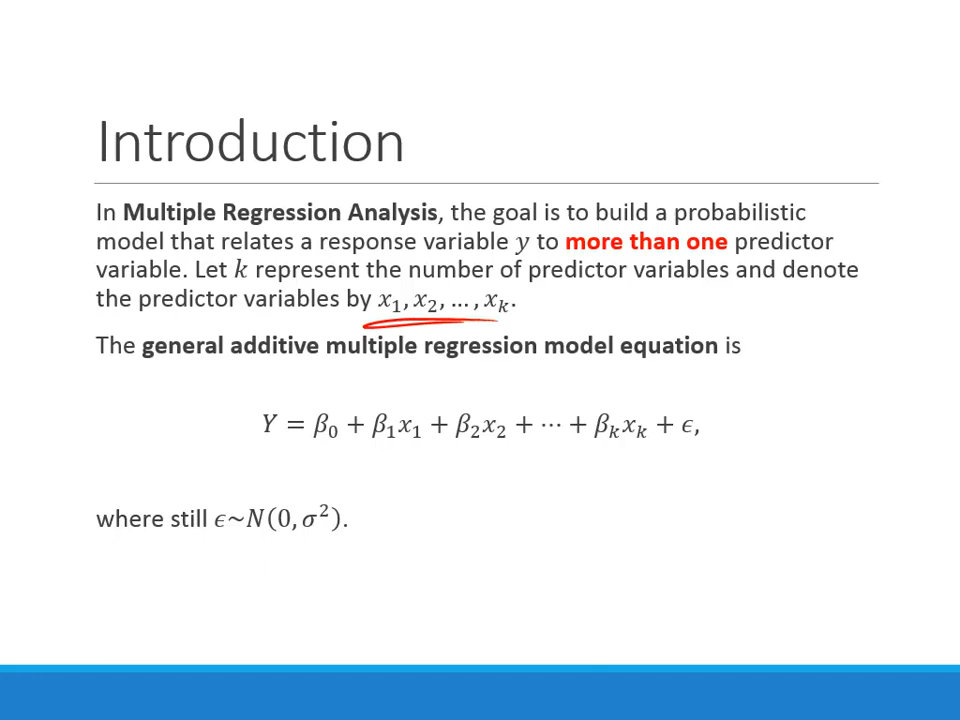 Introduction
In Multiple Regression Analysis, the goal is to build a probabilistic
model that relates a response variable 𝑦 to more than one predictor
variable. Let 𝑘 represent the number of predictor variables and denote
the predictor variables by 𝑥₁, 𝑥₂, … , 𝑥ₖ.
The general additive multiple regression model equation is
𝑌 = 𝛽₀ + 𝛽₁𝑥₁ + 𝛽₂𝑥₂ + ⋯ + 𝛽ₖ𝑥ₖ + 𝜖,
where still 𝜖~𝑁(0, 𝜎²).